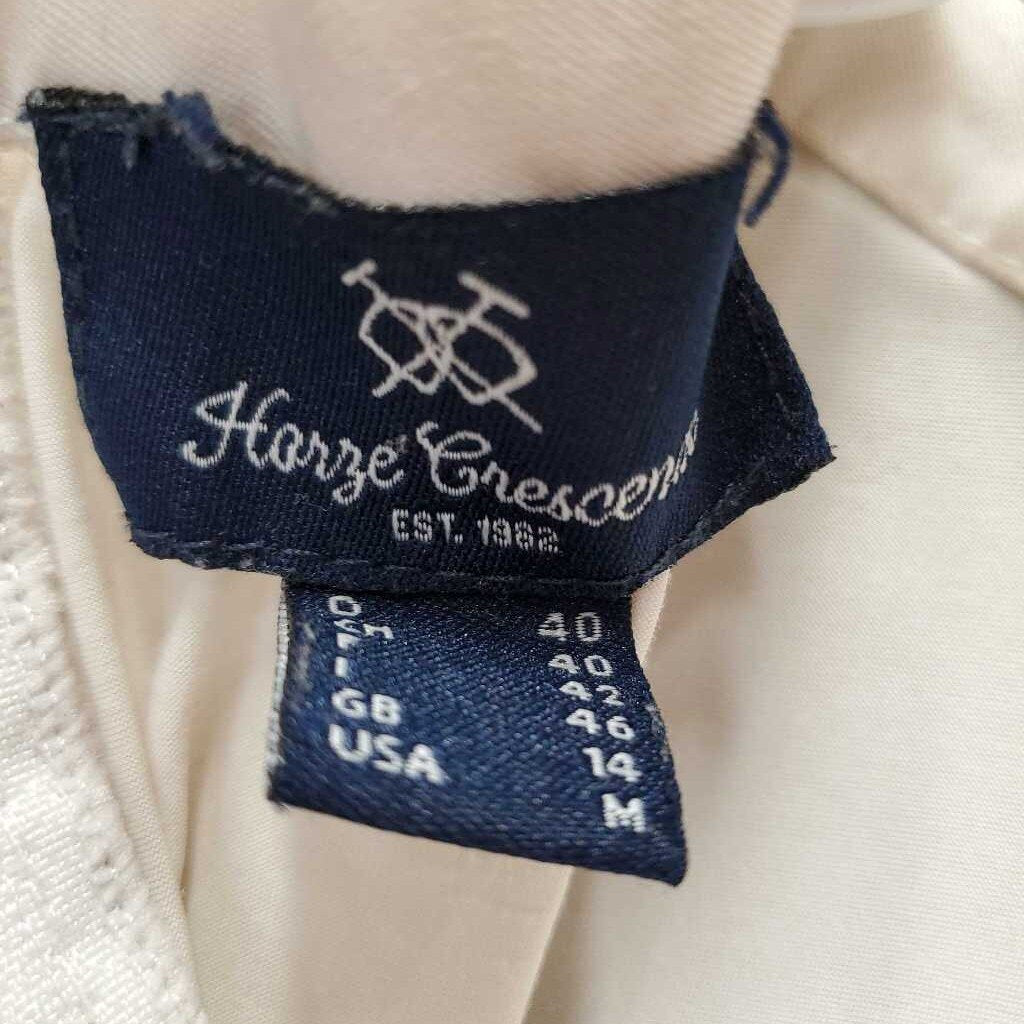 Horze Crescen
EST. 1982
40
40
F 42
I 46
GB 14
USA M